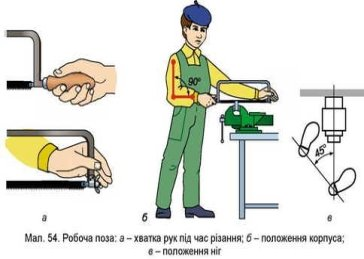 90°
45°
а
б
в
Мал. 54. Робоча поза: а – хватка рук під час різання; б – положення корпуса;
в – положення ніг